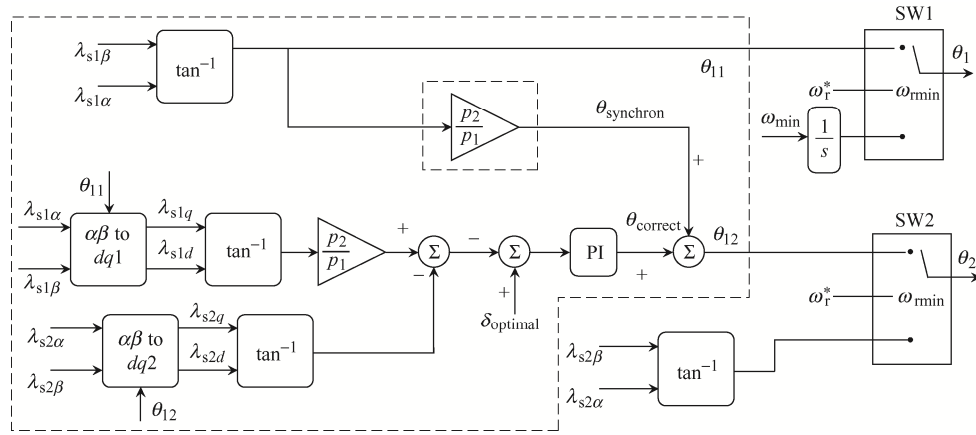 SW1
λs1β
λs1α
tan−1
θ11
θ1
ωr*
ωrmin
p2
p1
θsynchron
+
ωmin
1
s
θ11
λs1α
λs1β
αβ to
dq1
λs1q
λs1d
tan−1
p2
p1
+
−
Σ
−
Σ
+
δoptimal
PI
θcorrect
+
+
Σ
θ12
SW2
θ2
ωr*
ωrmin
λs2α
λs2β
αβ to
dq2
λs2q
λs2d
tan−1
θ12
λs2β
λs2α
tan−1